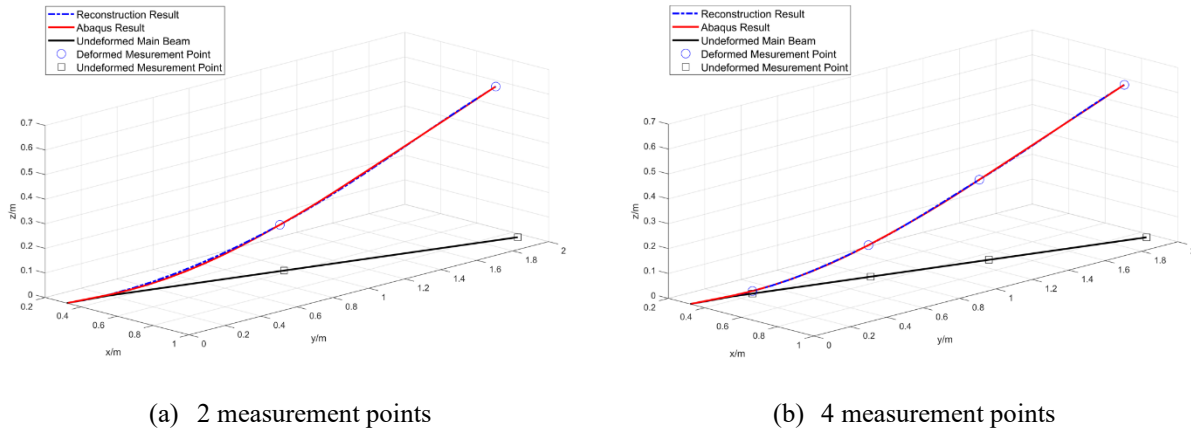 Reconstruction Result
Abaqus Result
Undeformed Main Beam
Deformed Mesurement Point
Undeformed Mesurement Point
0.7
0.6
0.5
0.4
0.3
0.2
0.1
0
z/m
0.2
0.4
0.6
0.8
1
x/m
0
0.2
0.4
0.6
0.8
1
1.2
1.4
1.6
1.8
2
y/m
(a) 2 measurement points
Reconstruction Result
Abaqus Result
Undeformed Main Beam
Deformed Mesurement Point
Undeformed Mesurement Point
0.7
0.6
0.5
0.4
0.3
0.2
0.1
0
z/m
0.2
0.4
0.6
0.8
1
x/m
0
0.2
0.4
0.6
0.8
1
1.2
1.4
1.6
1.8
y/m
(b) 4 measurement points